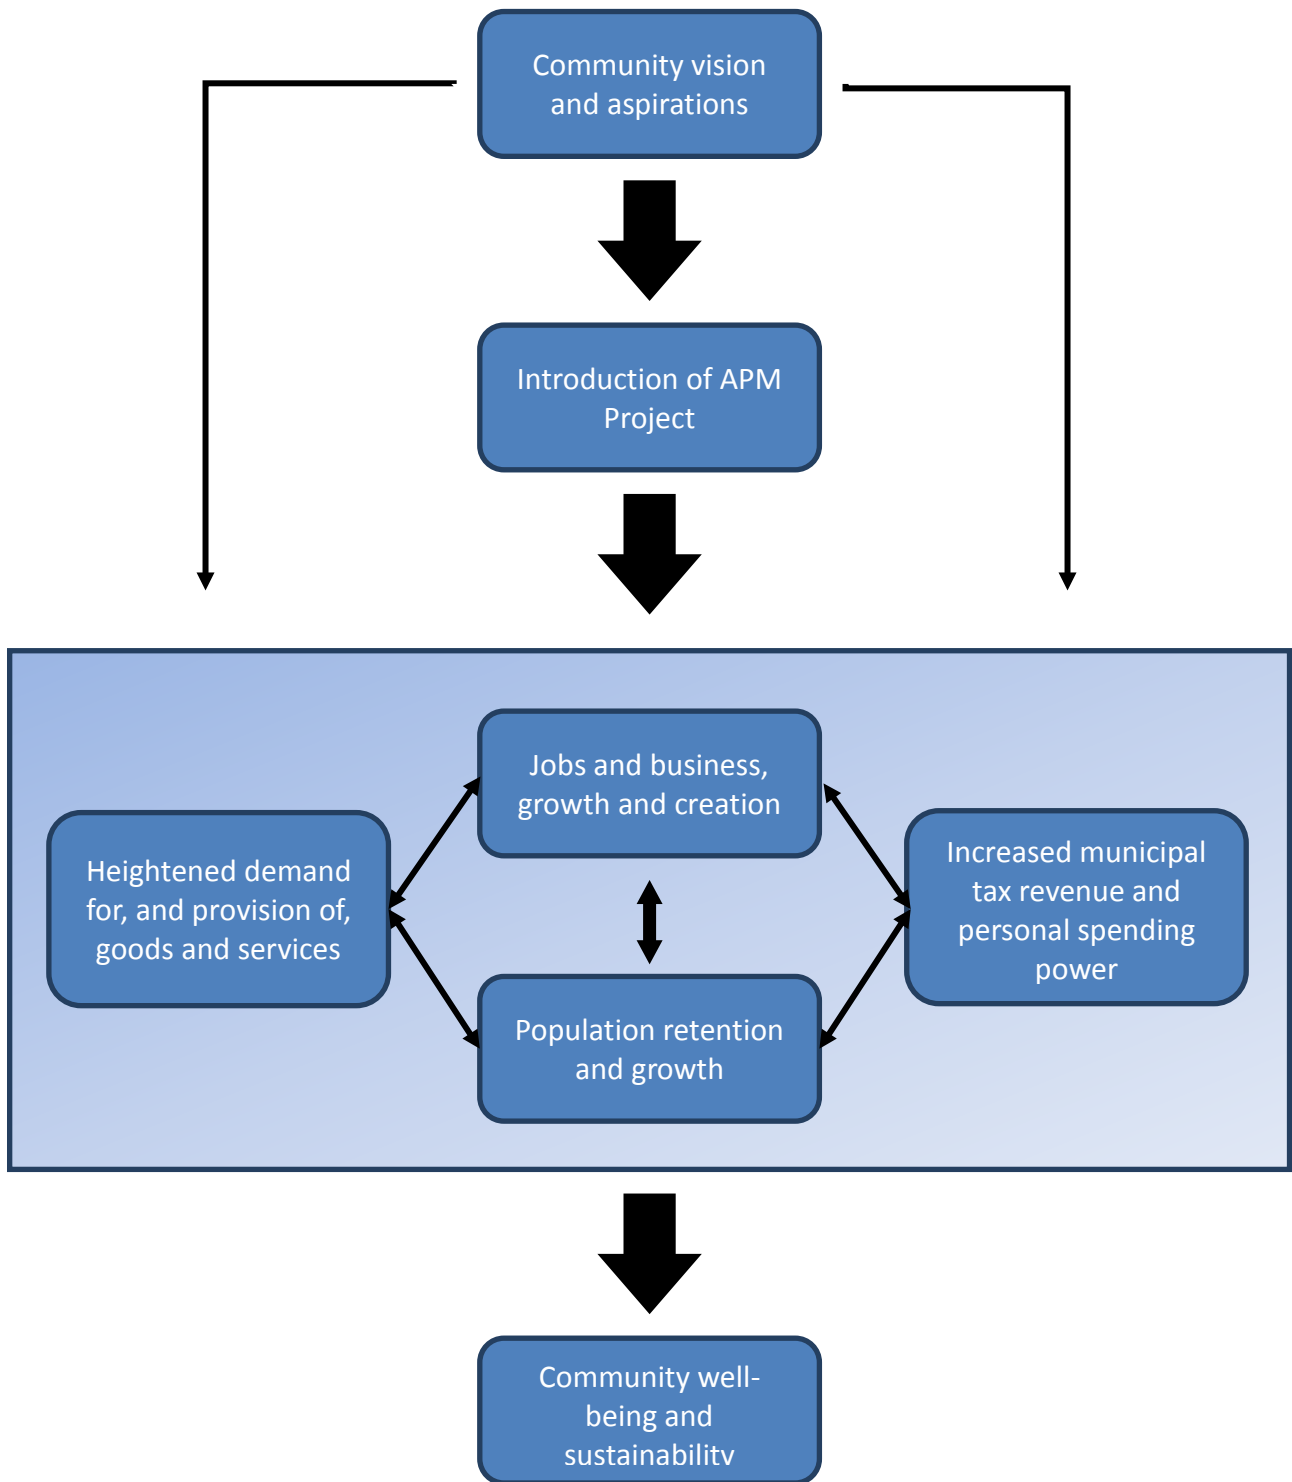 Community vision
and aspirations
Introduction of APM
Project
Jobs and business,
growth and creation
Heightened demand
for, and provision of,
goods and services
Increased municipal
tax revenue and
personal spending
power
Population retention
and growth
Community well-
being and
sustainability